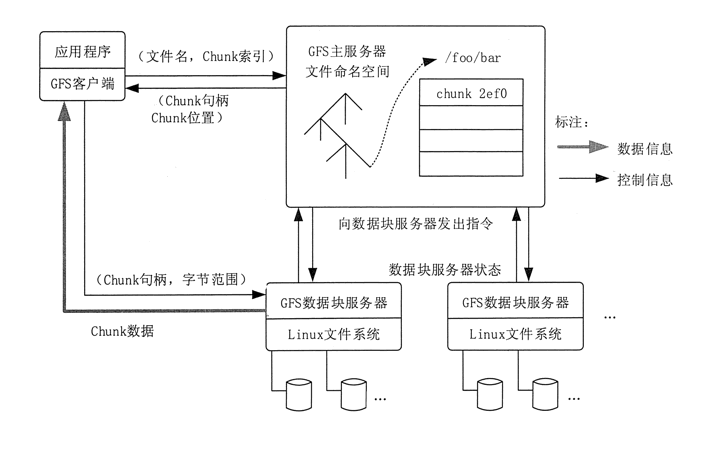 应用程序
GFS客户端
（文件名，Chunk索引）
（Chunk句柄
Chunk位置）
GFS主服务器
文件命名空间
/foo/bar
chunk 2ef0
标注：
数据信息
控制信息
向数据块服务器发出指令
数据块服务器状态
（Chunk句柄，字节范围）
Chunk数据
GFS数据块服务器
Linux文件系统
...
GFS数据块服务器
Linux文件系统
...
...